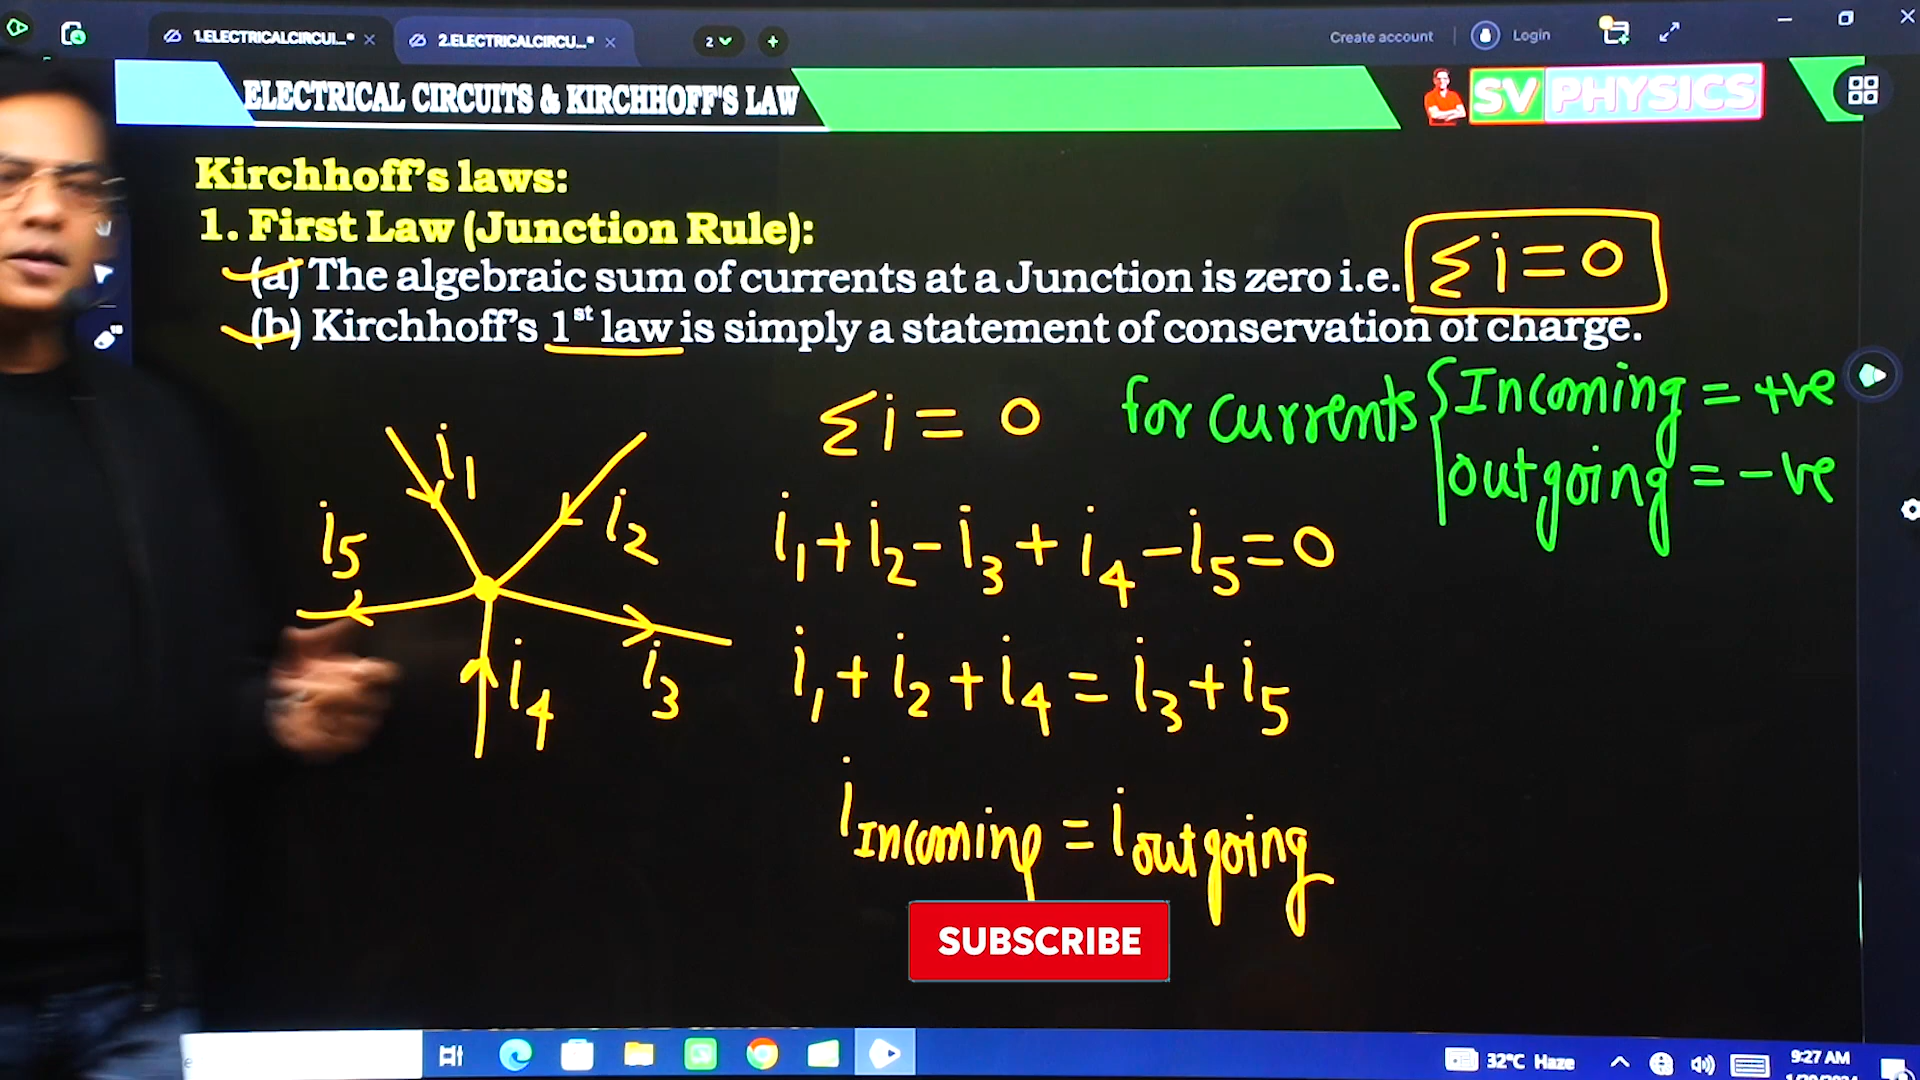 1.ELECTRICALCIRCUI...*
2.ELECTRICALCIRCU...*
2
Create account
Login
ELECTRICAL CIRCUITS & KIRCHHOFF'S LAW
SV PHYSICS
Kirchhoff's laws:
1. First Law (Junction Rule):
(a) The algebraic sum of currents at a Junction is zero i.e. Σi=0
(b) Kirchhoff's 1st law is simply a statement of conservation of charge.
Σi = 0
for currents { Incoming = +ve
outgoing = -ve
i1
i2
i5
i4
i3
i1+i2-i3+i4-i5=0
i1+i2+i4=i3+i5
iIncoming = ioutgoing
SUBSCRIBE
32°C Haze
9:27 AM